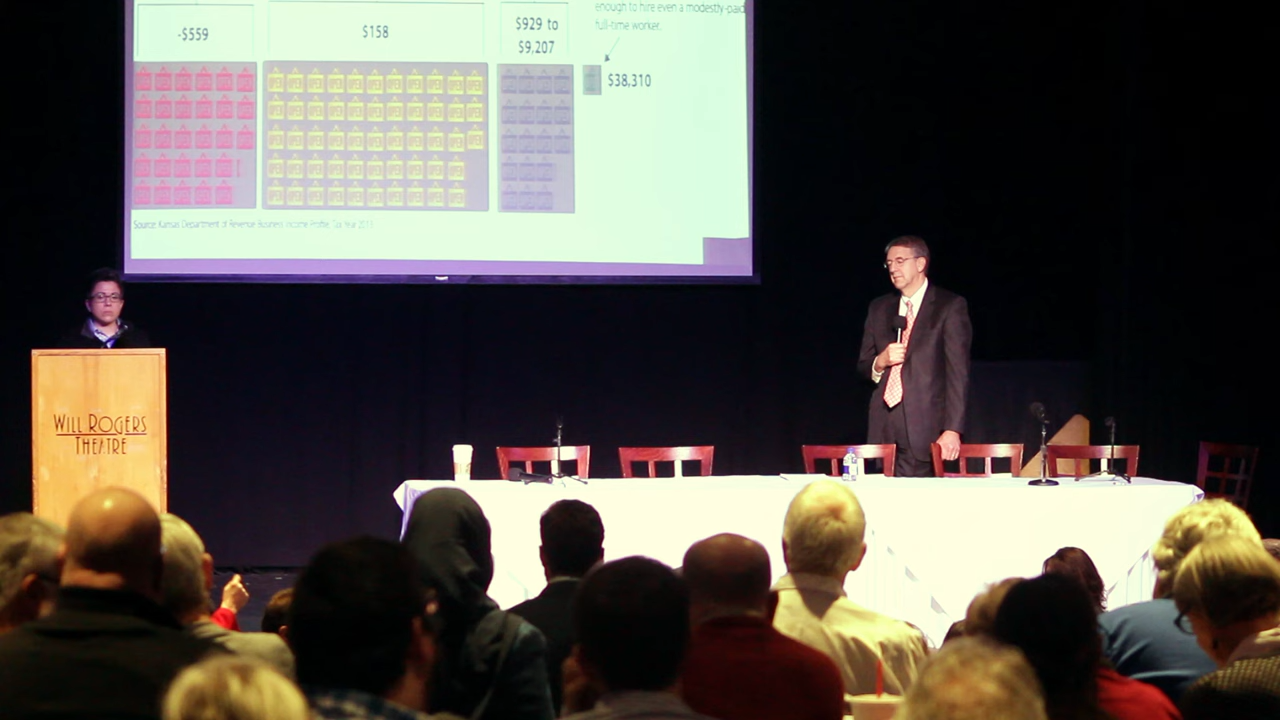 enough to hire even a modestly-paid
full-time worker.
-$559
$158
$929 to
$9,207
$38,310
Source: Kansas Department of Revenue Business Income Profile, Tax Year 2011
WILL ROGERS
THEATRE